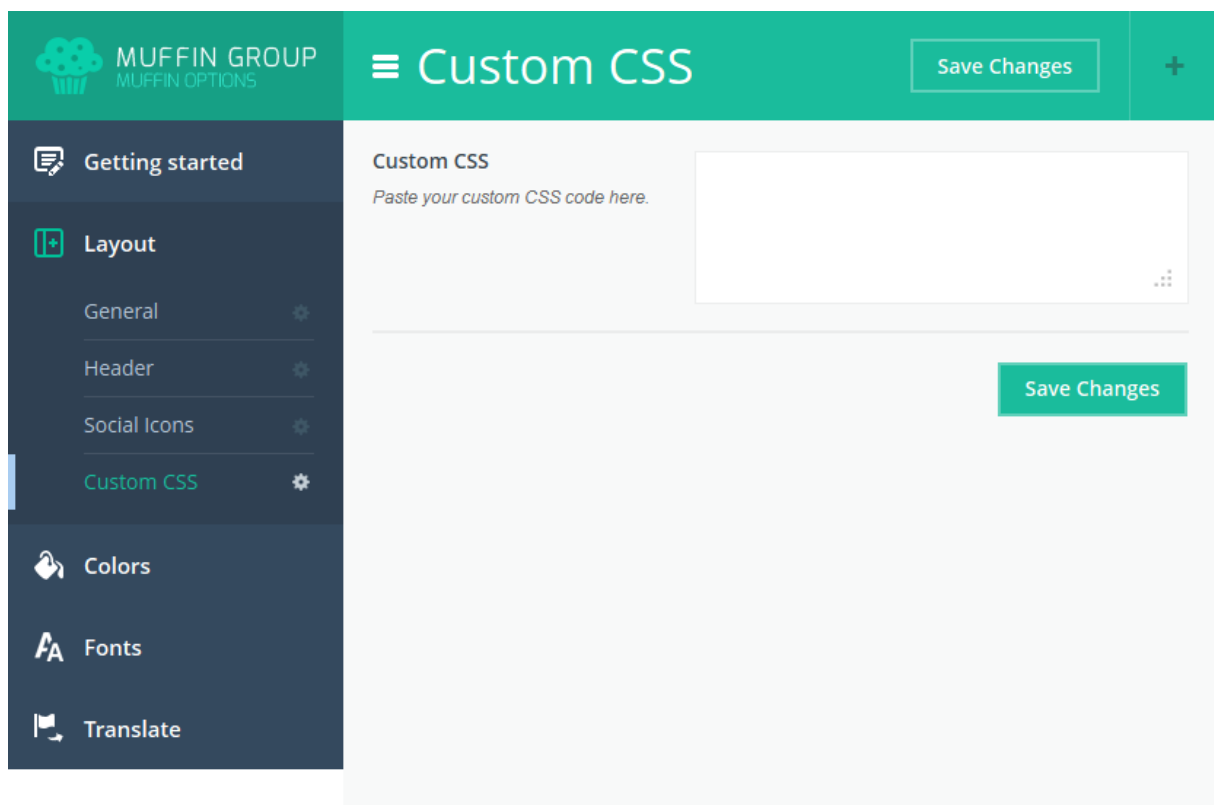 MUFFIN GROUP
MUFFIN OPTIONS
Custom CSS
Save Changes
Getting started
Layout
General
Header
Social Icons
Custom CSS
Colors
Fonts
Translate
Custom CSS
Paste your custom CSS code here.
Save Changes